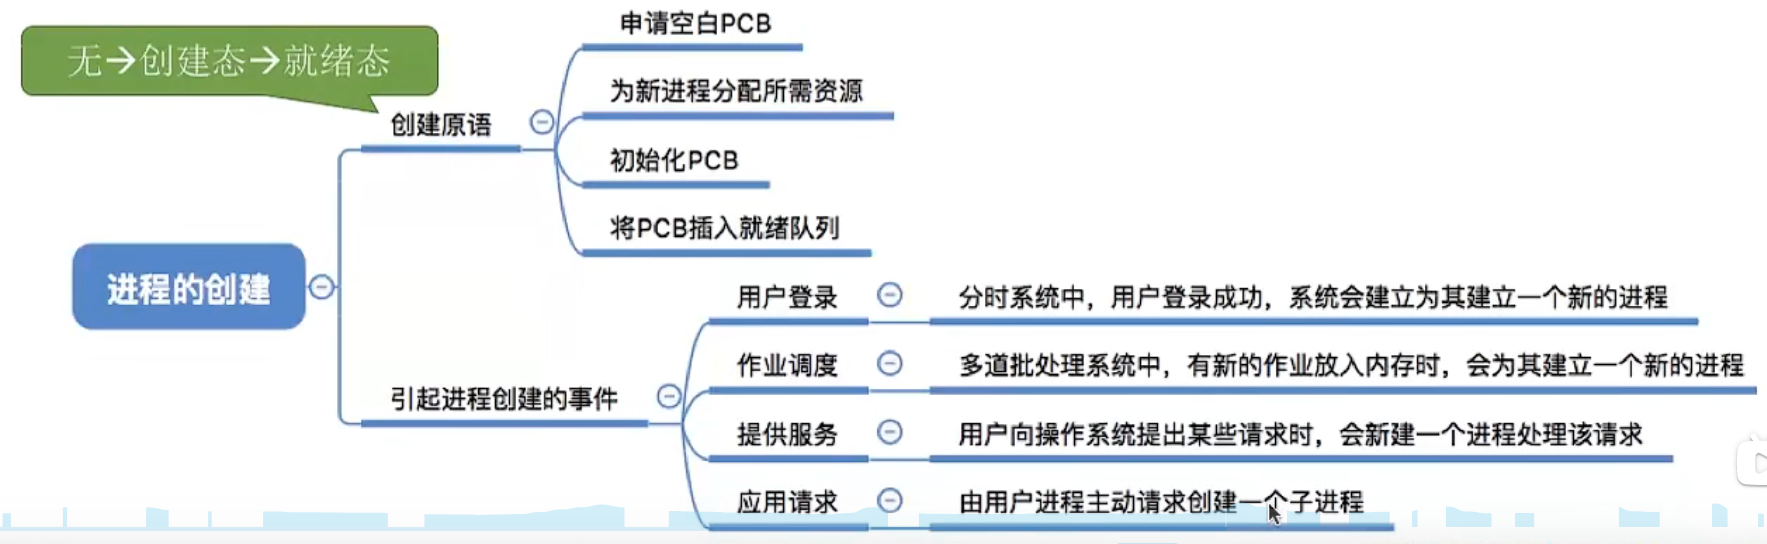 无→创建态→就绪态
创建原语
申请空白PCB
为新进程分配所需资源
初始化PCB
将PCB插入就绪队列
进程的创建
引起进程创建的事件
用户登录
分时系统中，用户登录成功，系统会建立为其建立一个新的进程
作业调度
多道批处理系统中，有新的作业放入内存时，会为其建立一个新的进程
提供服务
用户向操作系统提出某些请求时，会新建一个进程处理该请求
应用请求
由用户进程主动请求创建一个子进程